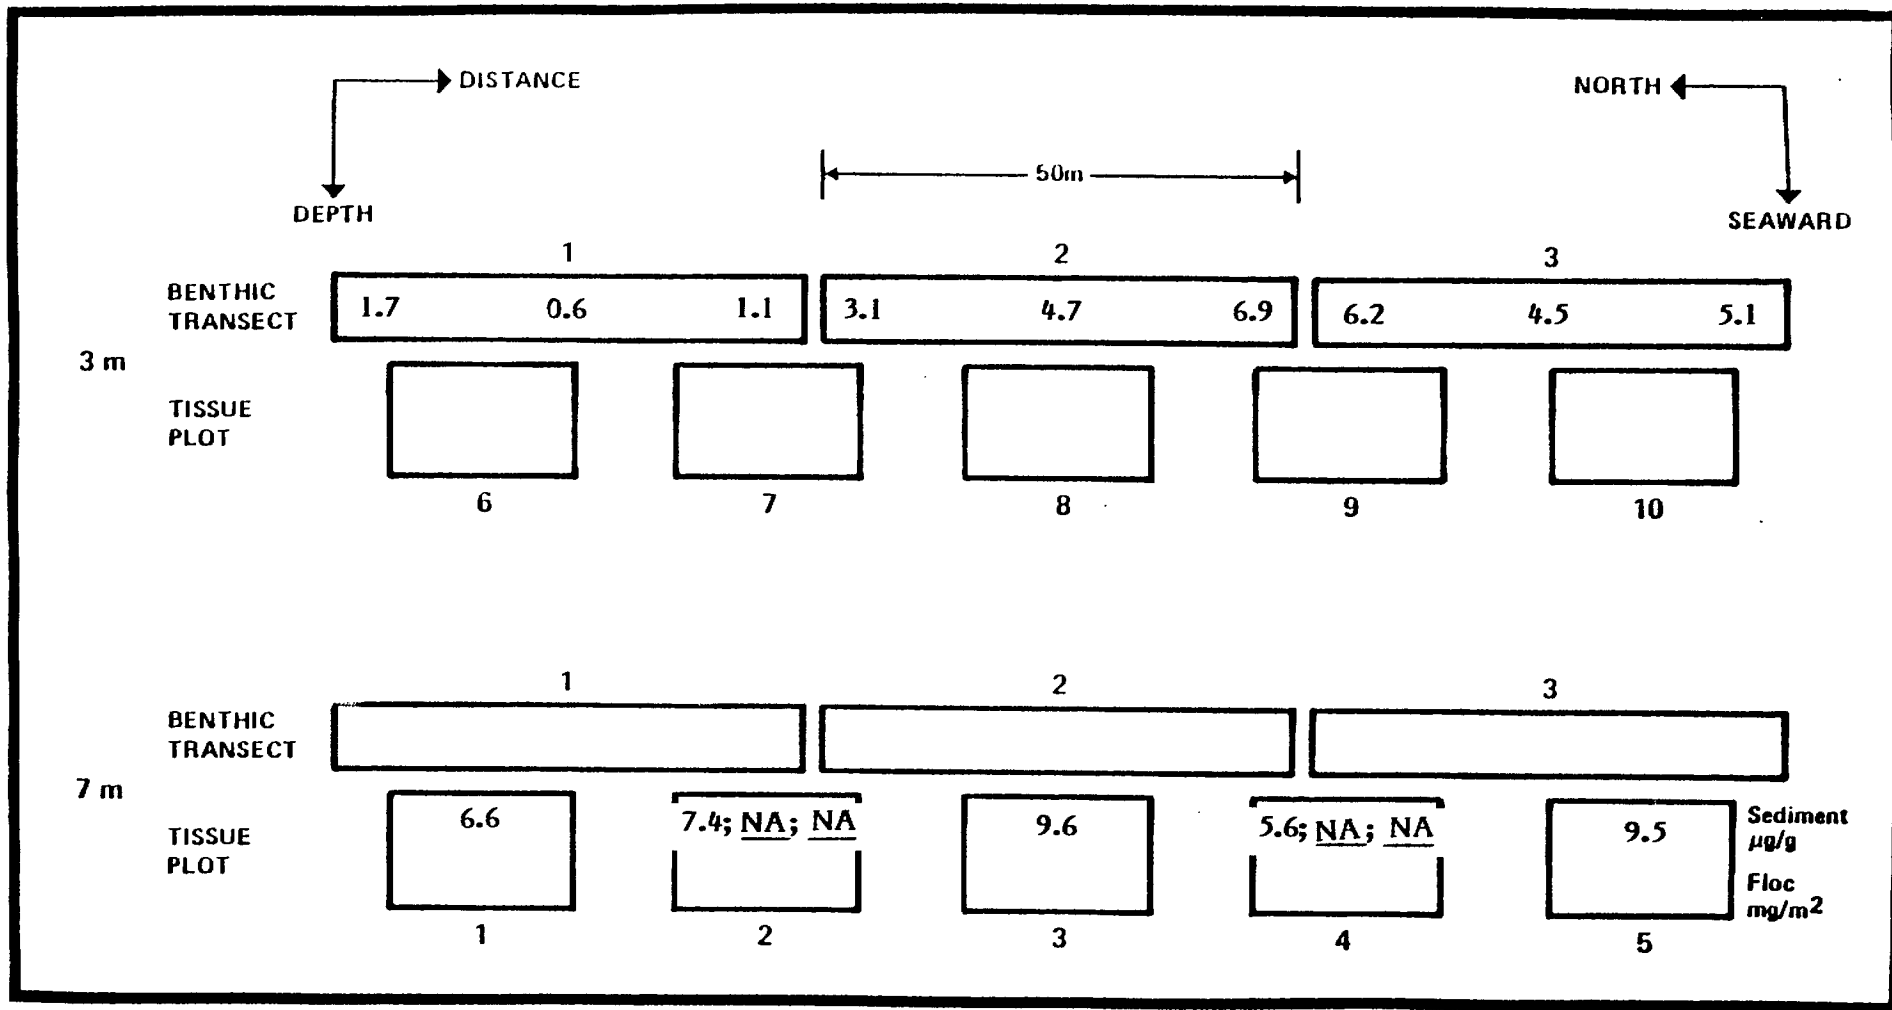 DISTANCE
NORTH
50m
DEPTH
SEAWARD
1 2 3
BENTHIC
TRANSECT
1.7 0.6 1.1 3.1 4.7 6.9 6.2 4.5 5.1
3 m
TISSUE
PLOT
6 7 8 9 10
1 2 3
BENTHIC
TRANSECT
7 m
TISSUE
PLOT
6.6 7.4; NA; NA 9.6 5.6; NA; NA 9.5
Sediment
µg/g
Floc
mg/m²
1 2 3 4 5